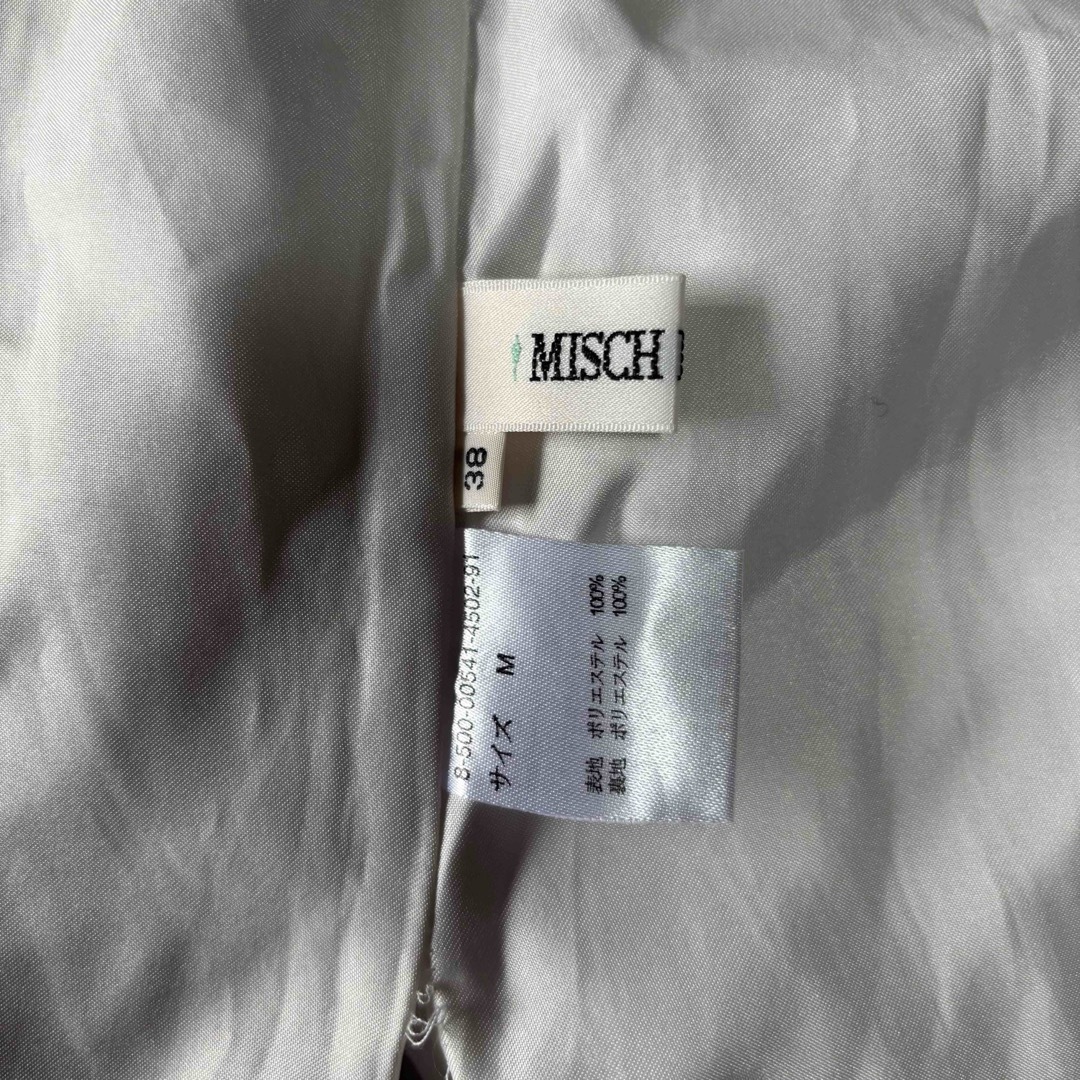 MISCH
38
8-500-00541-4502-91
サイズ M
表地 ポリエステル 100%
裏地 ポリエステル 100%